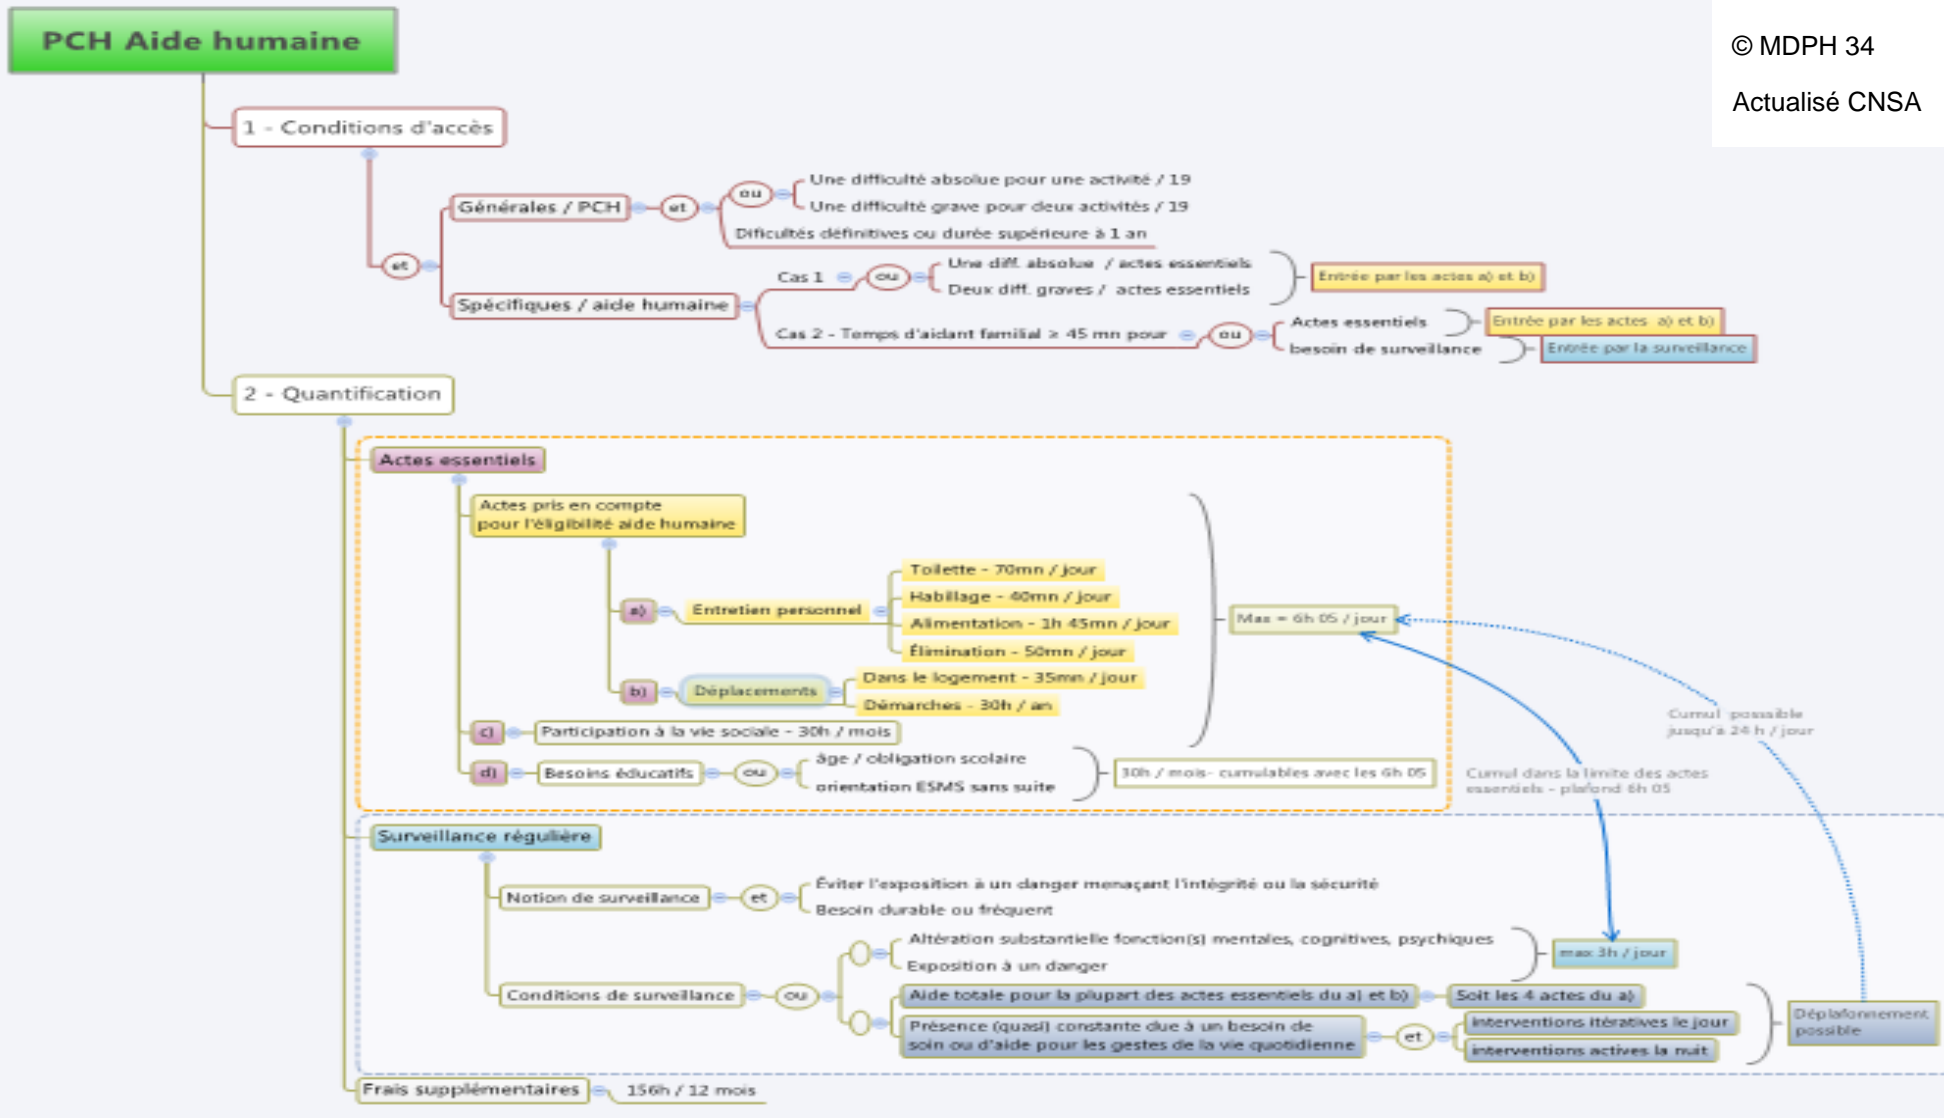 PCH Aide humaine
© MDPH 34
Actualisé CNSA
1 - Conditions d'accès
Générales / PCH
et
ou
Une difficulté absolue pour une activité / 19
Une difficulté grave pour deux activités / 19
Dificultés définitives ou durée supérieure à 1 an
et
Spécifiques / aide humaine
Cas 1
ou
Une diff. absolue / actes essentiels
Deux diff. graves / actes essentiels
Entrée par les actes a) et b)
Cas 2 - Temps d'aidant familial ≥ 45 mn pour
ou
Actes essentiels
Entrée par les actes a) et b)
besoin de surveillance
Entrée par la surveillance
2 - Quantification
Actes essentiels
Actes pris en compte
pour l'éligibilité aide humaine
a)
Entretien personnel
Toilette - 70mn / jour
Habillage - 40mn / jour
Alimentation - 1h 45mn / jour
Élimination - 50mn / jour
b)
Déplacements
Dans le logement - 35mn / jour
Démarches - 30h / an
c)
Participation à la vie sociale - 30h / mois
Max = 6h 05 / jour
d)
Besoins éducatifs
ou
âge / obligation scolaire
orientation ESMS sans suite
30h / mois- cumulables avec les 6h 05
Cumul posssible
jusqu'à 24 h / jour
Cumul dans la limite des actes
essentiels - plafond 6h 05
Surveillance régulière
Notion de surveillance
et
Éviter l'exposition à un danger menaçant l'intégrité ou la sécurité
Besoin durable ou fréquent
Conditions de surveillance
ou
Altération substantielle fonction(s) mentales, cognitives, psychiques
Exposition à un danger
max 3h / jour
Aide totale pour la plupart des actes essentiels du a) et b)
Soit les 4 actes du a)
Présence (quasi) constante due à un besoin de
soin ou d'aide pour les gestes de la vie quotidienne
et
interventions itératives le jour
interventions actives la nuit
Déplafonnement
possible
Frais supplémentaires
156h / 12 mois